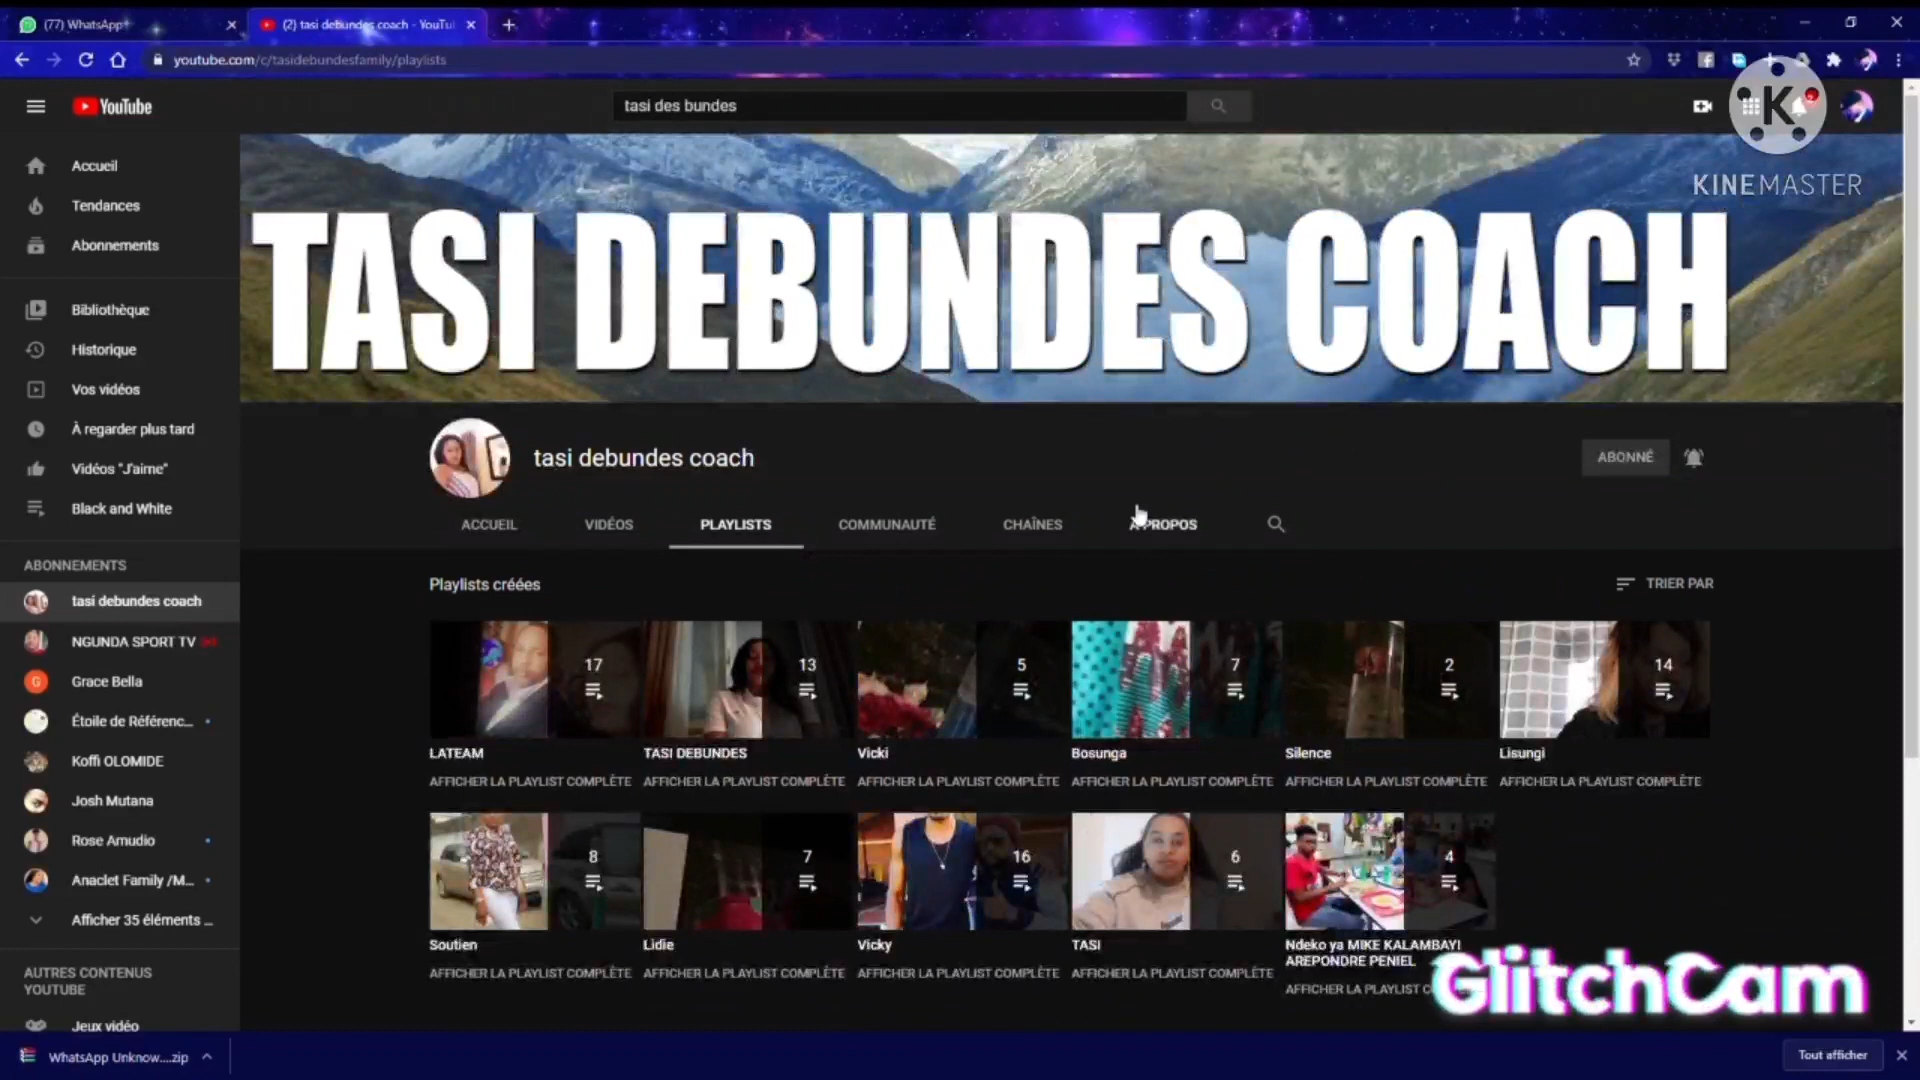 (77) WhatsApp
(2) tasi debundes coach - YouTu
youtube.com/c/tasidebundesfamily/playlists
YouTube
tasi des bundes
K
KINEMASTER
Accueil
Tendances
Abonnements
Bibliothèque
Historique
Vos vidéos
À regarder plus tard
Vidéos "J'aime"
Black and White
ABONNEMENTS
tasi debundes coach
NGUNDA SPORT TV
G
Grace Bella
Étoile de Référenc...
Koffi OLOMIDE
Josh Mutana
Rose Amudio
Anaclet Family /M...
Afficher 35 éléments ...
AUTRES CONTENUS
YOUTUBE
Jeux vidéo
TASI DEBUNDES COACH
tasi debundes coach
ABONNÉ
ACCUEIL
VIDÉOS
PLAYLISTS
COMMUNAUTÉ
CHAÎNES
À PROPOS
Playlists créées
TRIER PAR
17
13
5
7
2
14
LATEAM
TASI DEBUNDES
Vicki
Bosunga
Silence
Lisungi
AFFICHER LA PLAYLIST COMPLÈTE
AFFICHER LA PLAYLIST COMPLÈTE
AFFICHER LA PLAYLIST COMPLÈTE
AFFICHER LA PLAYLIST COMPLÈTE
AFFICHER LA PLAYLIST COMPLÈTE
AFFICHER LA PLAYLIST COMPLÈTE
8
7
16
6
4
Soutien
Lidie
Vicky
TASI
Ndeko ya MIKE KALAMBAY!
AREPONDRE PENIEL
AFFICHER LA PLAYLIST COMPLÈTE
AFFICHER LA PLAYLIST COMPLÈTE
AFFICHER LA PLAYLIST COMPLÈTE
AFFICHER LA PLAYLIST COMPLÈTE
AFFICHER LA PLAYLIST C
GlitchCam
WhatsApp Unknow....zip
Tout afficher